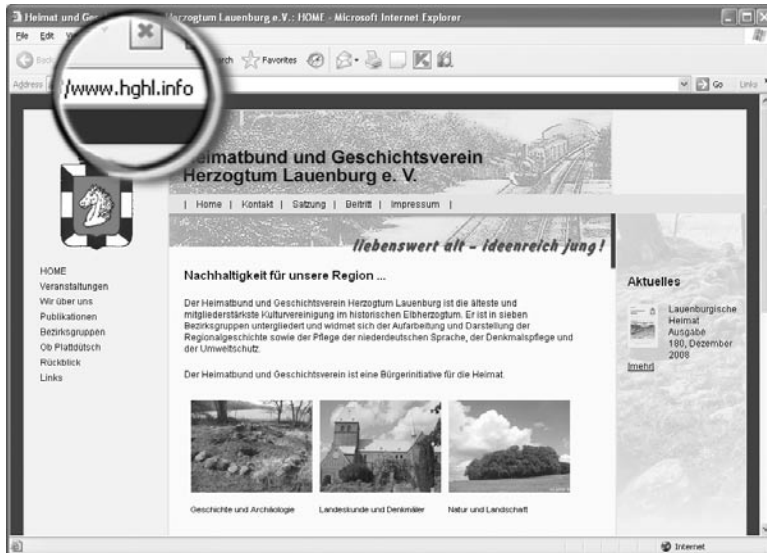 Heimat und Ge Herzogtum Lauenburg e.V.: HOME - Microsoft Internet Explorer
File Edit
Favorites
Address
Go Links
/www.hghl.info
Heimatbund und Geschichtsverein
Herzogtum Lauenburg e. V.
| Home | Kontakt | Satzung | Beitritt | Impressum |
liebenswert alt – ideenreich jung!
HOME
Veranstaltungen
Wir über uns
Publikationen
Bezirksgruppen
Ob Plattdütsch
Rückblick
Links
Nachhaltigkeit für unsere Region ...
Der Heimatbund und Geschichtsverein Herzogtum Lauenburg ist die älteste und
mitgliederstärkste Kulturvereinigung im historischen Elbherzogtum. Er ist in sieben
Bezirksgruppen untergliedert und widmet sich der Aufarbeitung und Darstellung der
Regionalgeschichte sowie der Pflege der niederdeutschen Sprache, der Denkmalspflege und
der Umweltschutz.
Der Heimatbund und Geschichtsverein ist eine Bürgerinitiative für die Heimat.
Geschichte und Archäologie Landeskunde und Denkmäler Natur und Landschaft
Aktuelles
Lauenburgische
Heimat
Ausgabe
180, Dezember
2008
[mehr]
Internet